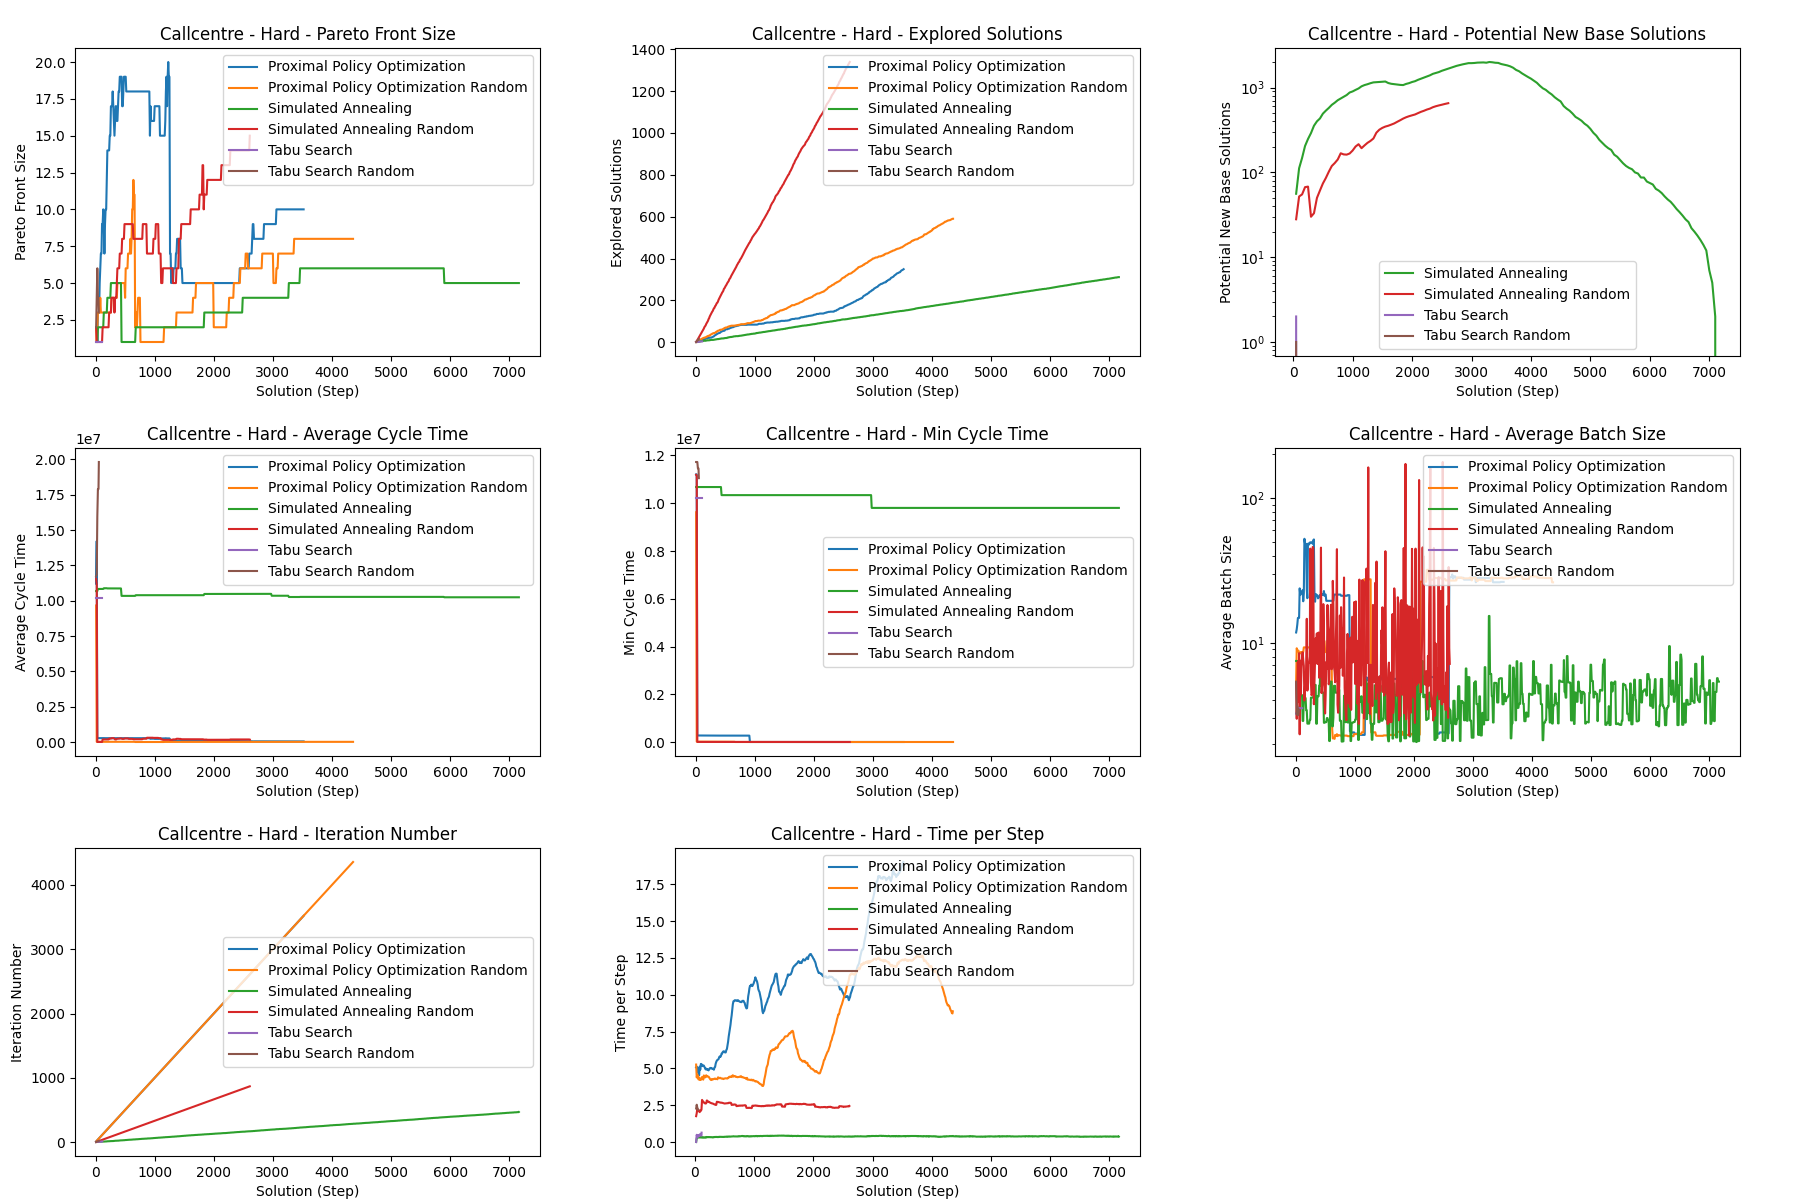 Callcentre - Hard - Pareto Front Size
Pareto Front Size
20.0
17.5
15.0
12.5
10.0
7.5
5.0
2.5
Proximal Policy Optimization
Proximal Policy Optimization Random
Simulated Annealing
Simulated Annealing Random
Tabu Search
Tabu Search Random
0 1000 2000 3000 4000 5000 6000 7000
Solution (Step)
Callcentre - Hard - Explored Solutions
Explored Solutions
1400
1200
1000
800
600
400
200
0
Proximal Policy Optimization
Proximal Policy Optimization Random
Simulated Annealing
Simulated Annealing Random
Tabu Search
Tabu Search Random
0 1000 2000 3000 4000 5000 6000 7000
Solution (Step)
Callcentre - Hard - Potential New Base Solutions
Potential New Base Solutions
10³
10²
10¹
10⁰
Simulated Annealing
Simulated Annealing Random
Tabu Search
Tabu Search Random
0 1000 2000 3000 4000 5000 6000 7000
Solution (Step)
Callcentre - Hard - Average Cycle Time
1e7
Average Cycle Time
2.00
1.75
1.50
1.25
1.00
0.75
0.50
0.25
0.00
Proximal Policy Optimization
Proximal Policy Optimization Random
Simulated Annealing
Simulated Annealing Random
Tabu Search
Tabu Search Random
0 1000 2000 3000 4000 5000 6000 7000
Solution (Step)
Callcentre - Hard - Min Cycle Time
1e7
Min Cycle Time
1.2
1.0
0.8
0.6
0.4
0.2
0.0
Proximal Policy Optimization
Proximal Policy Optimization Random
Simulated Annealing
Simulated Annealing Random
Tabu Search
Tabu Search Random
0 1000 2000 3000 4000 5000 6000 7000
Solution (Step)
Callcentre - Hard - Average Batch Size
Average Batch Size
10²
10¹
Proximal Policy Optimization
Proximal Policy Optimization Random
Simulated Annealing
Simulated Annealing Random
Tabu Search
Tabu Search Random
0 1000 2000 3000 4000 5000 6000 7000
Solution (Step)
Callcentre - Hard - Iteration Number
Iteration Number
4000
3000
2000
1000
0
Proximal Policy Optimization
Proximal Policy Optimization Random
Simulated Annealing
Simulated Annealing Random
Tabu Search
Tabu Search Random
0 1000 2000 3000 4000 5000 6000 7000
Solution (Step)
Callcentre - Hard - Time per Step
Time per Step
17.5
15.0
12.5
10.0
7.5
5.0
2.5
0.0
Proximal Policy Optimization
Proximal Policy Optimization Random
Simulated Annealing
Simulated Annealing Random
Tabu Search
Tabu Search Random
0 1000 2000 3000 4000 5000 6000 7000
Solution (Step)